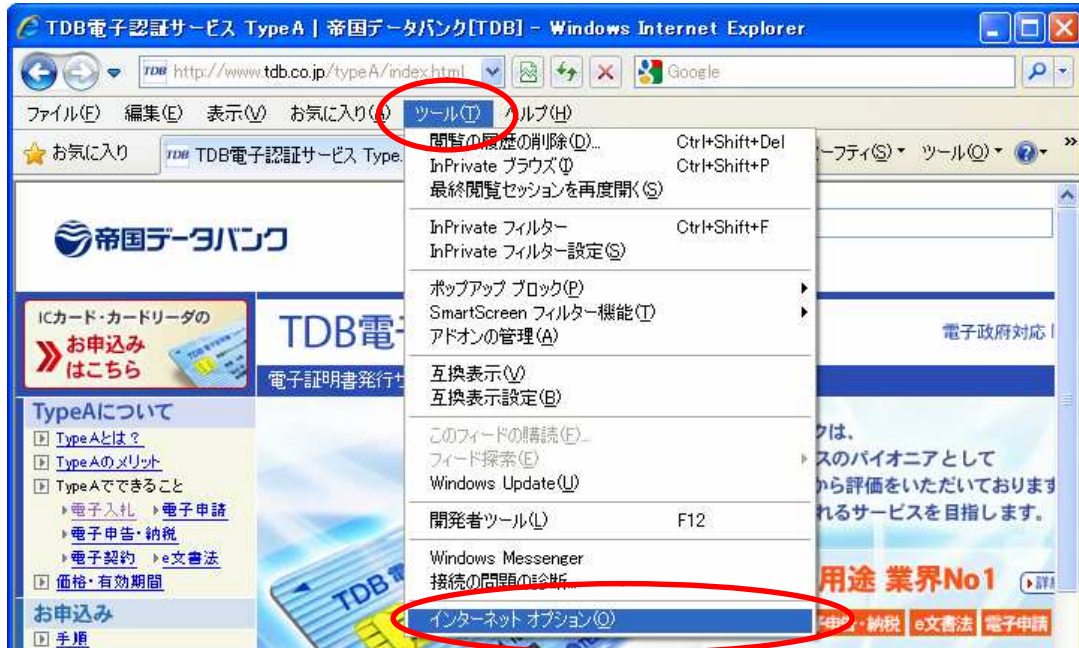 TDB電子認証サービス TypeA | 帝国データバンク[TDB] - Windows Internet Explorer
TDB http://www.tdb.co.jp/typeA/index.html
Google
ファイル(F) 編集(E) 表示(V) お気に入り(A) ツール(T) ヘルプ(H)
お気に入り
TDB TDB電子認証サービス Type.
ーフティ(S) ツール(O)
閲覧の履歴の削除(D)... Ctrl+Shift+Del
InPrivate ブラウズ(I) Ctrl+Shift+P
最終閲覧セッションを再度開く(S)
InPrivate フィルター Ctrl+Shift+F
InPrivate フィルター設定(S)
ポップアップ ブロック(P)
SmartScreen フィルター機能(T)
アドオンの管理(A)
互換表示(V)
互換表示設定(B)
このフィードの購読(F)...
フィード探索(E)
Windows Update(U)
開発者ツール(L) F12
Windows Messenger
接続の問題の診断...
インターネット オプション(O)
帝国データバンク
ICカード・カードリーダの
お申込み
はこちら
TDB電
電子政府対応
電子証明書発行サ
TypeAについて
TypeAとは?
TypeAのメリット
TypeAでできること
電子入札 電子申請
電子申告・納税
電子契約 e文書法
価格・有効期間
お申込み
手順
TDB
クは、
スのパイオニアとして
から評価をいただいております
れるサービスを目指します。
用途 業界No1
子申告・納税 e文書法 電子申請